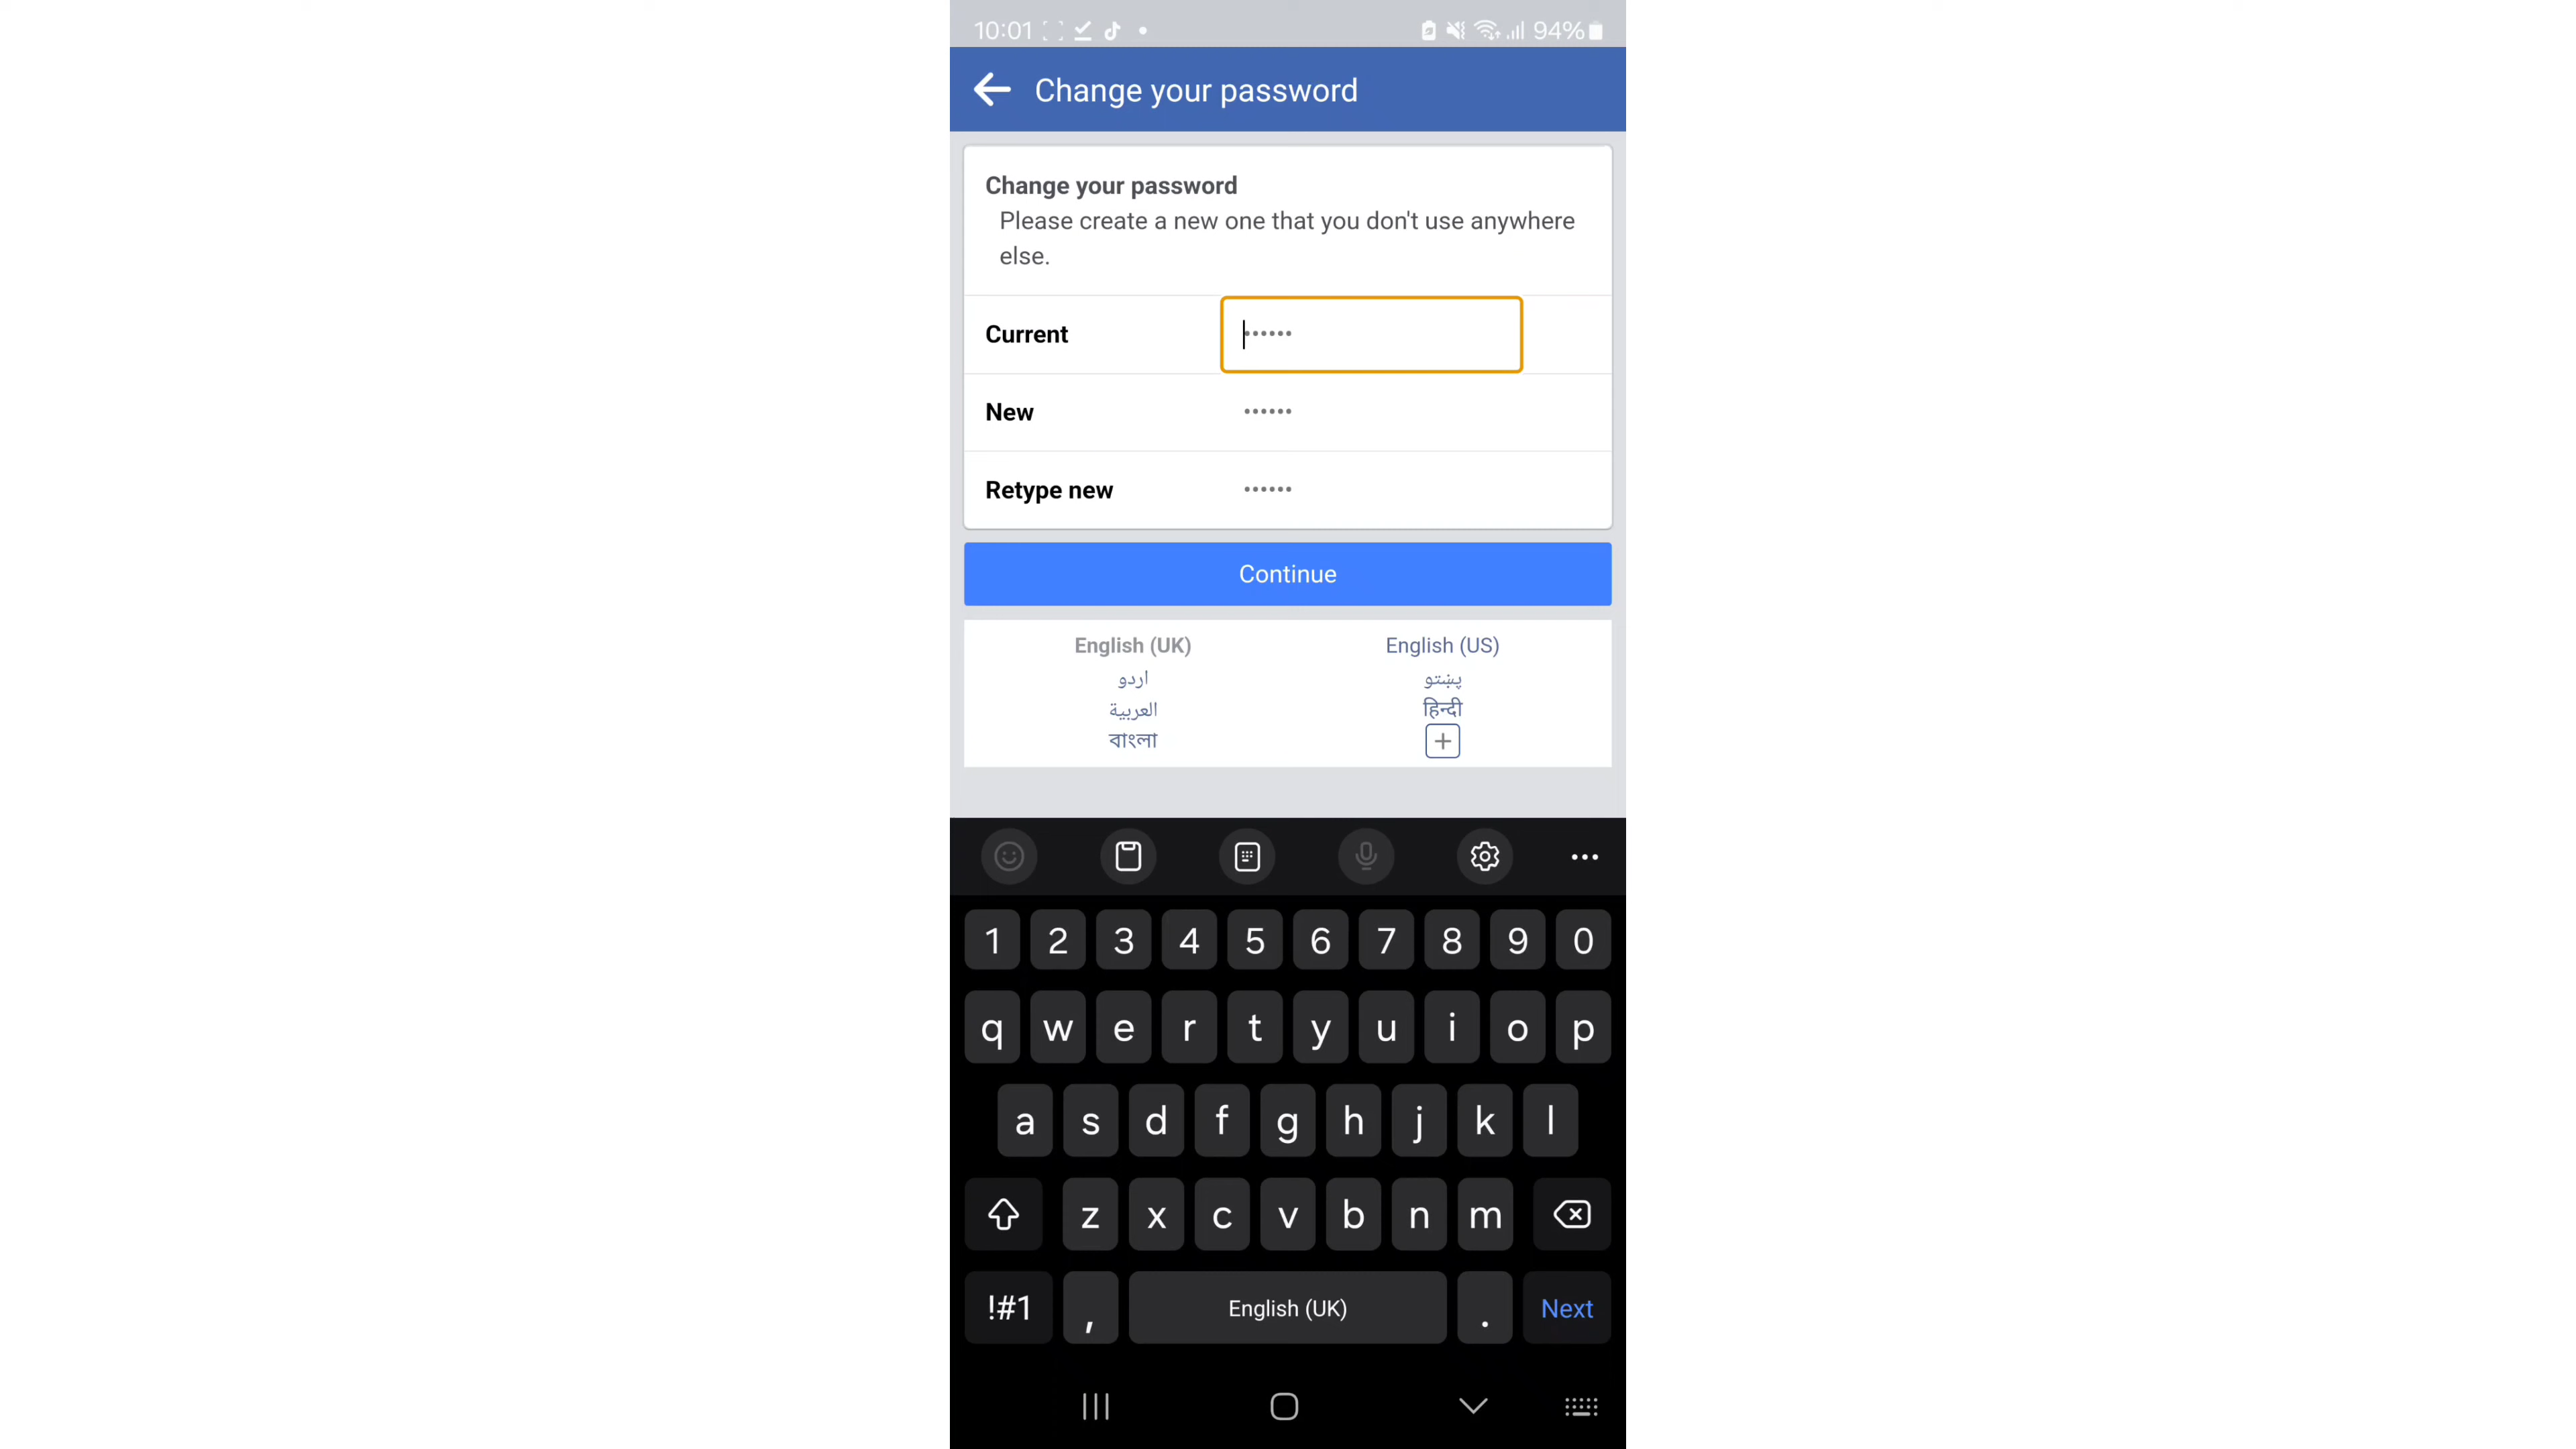 10:01 94%
Change your password
Change your password
Please create a new one that you don't use anywhere
else.
Current ••••••
New ••••••
Retype new ••••••
Continue
English (UK) English (US)
اردو پښتو
العربية हिन्दी
বাংলা +
1 2 3 4 5 6 7 8 9 0
q w e r t y u i o p
a s d f g h j k l
z x c v b n m
!#1 , English (UK) . Next